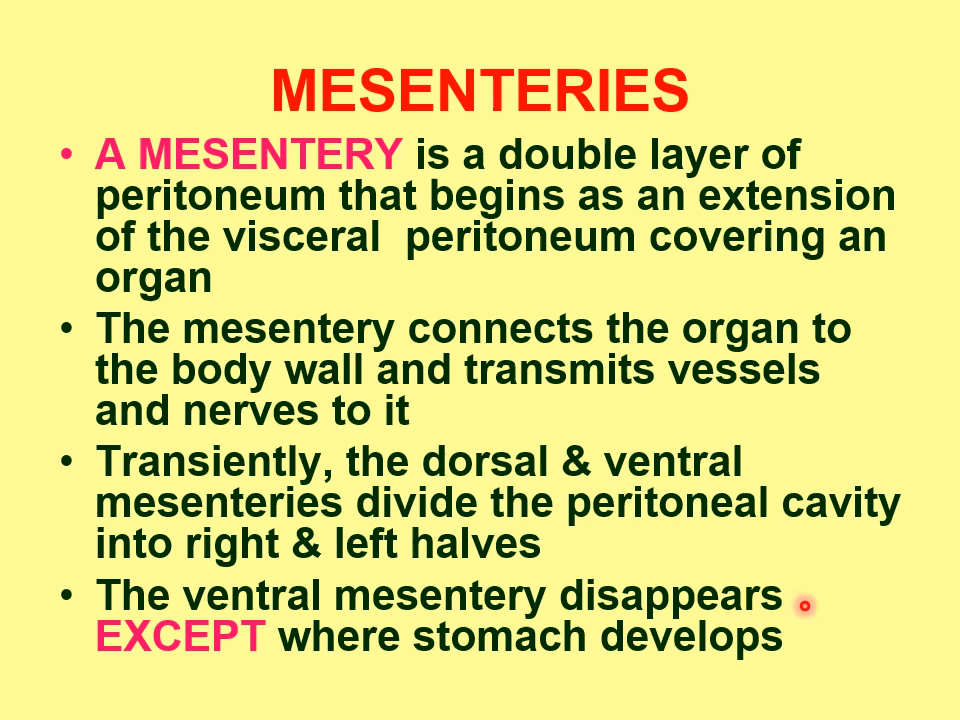 MESENTERIES
• A MESENTERY is a double layer of
peritoneum that begins as an extension
of the visceral  peritoneum covering an
organ
• The mesentery connects the organ to
the body wall and transmits vessels
and nerves to it
• Transiently, the dorsal & ventral
mesenteries divide the peritoneal cavity
into right & left halves
• The ventral mesentery disappears
EXCEPT where stomach develops